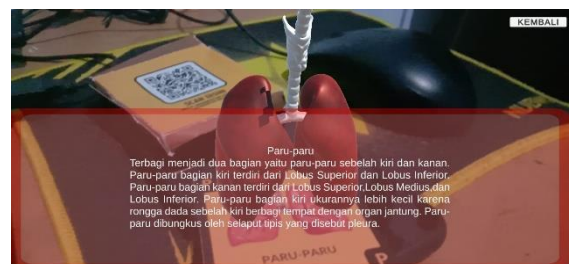 KEMBALI
SCAN
Paru-paru
Terbagi menjadi dua bagian yaitu paru-paru sebelah kiri dan kanan.
Paru-paru bagian kiri terdiri dari Lobus Superior dan Lobus Inferior.
Paru-paru bagian kanan terdiri dari Lobus Superior,Lobus Medius,dan
Lobus Inferior. Paru-paru bagian kiri ukurannya lebih kecil karena
rongga dada sebelah kiri berbagi tempat dengan organ jantung. Paru-
paru dibungkus oleh selaput tipis yang disebut pleura.
PARU-PARU
P